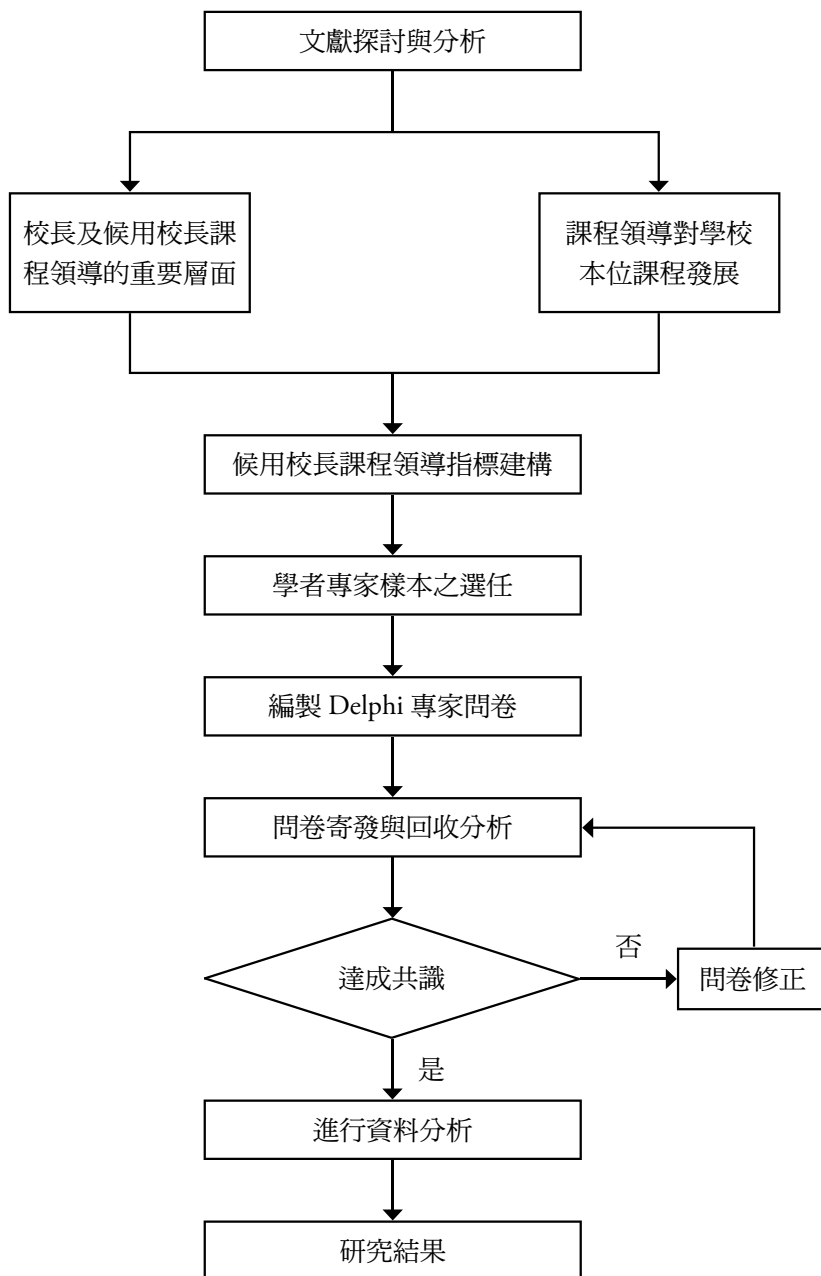 文獻探討與分析
校長及候用校長課
程領導的重要層面
課程領導對學校
本位課程發展
候用校長課程領導指標建構
學者專家樣本之選任
編製 Delphi 專家問卷
問卷寄發與回收分析
達成共識
否
問卷修正
是
進行資料分析
研究結果